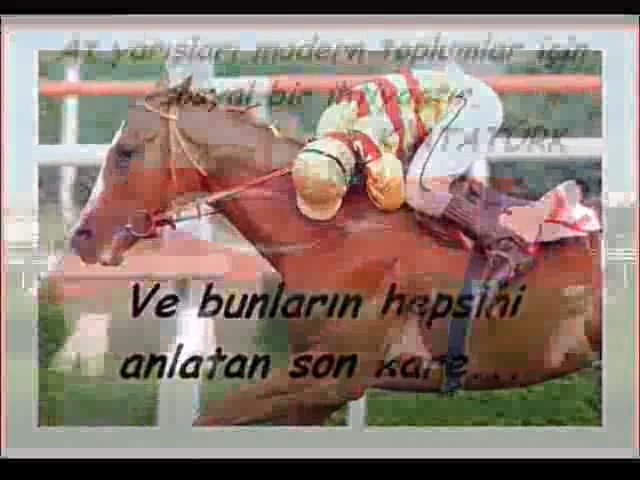 At yarışları modern toplumlar için
bir
ATATÜRK
Ve bunların hepsini
anlatan son kare...